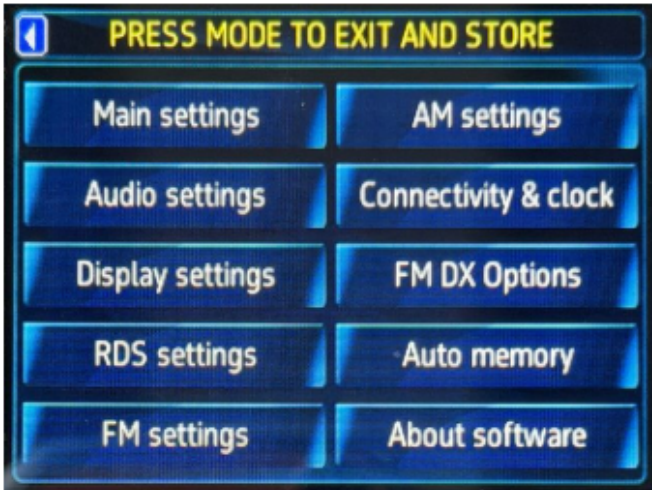 PRESS MODE TO EXIT AND STORE
Main settings
AM settings
Audio settings
Connectivity & clock
Display settings
FM DX Options
RDS settings
Auto memory
FM settings
About software